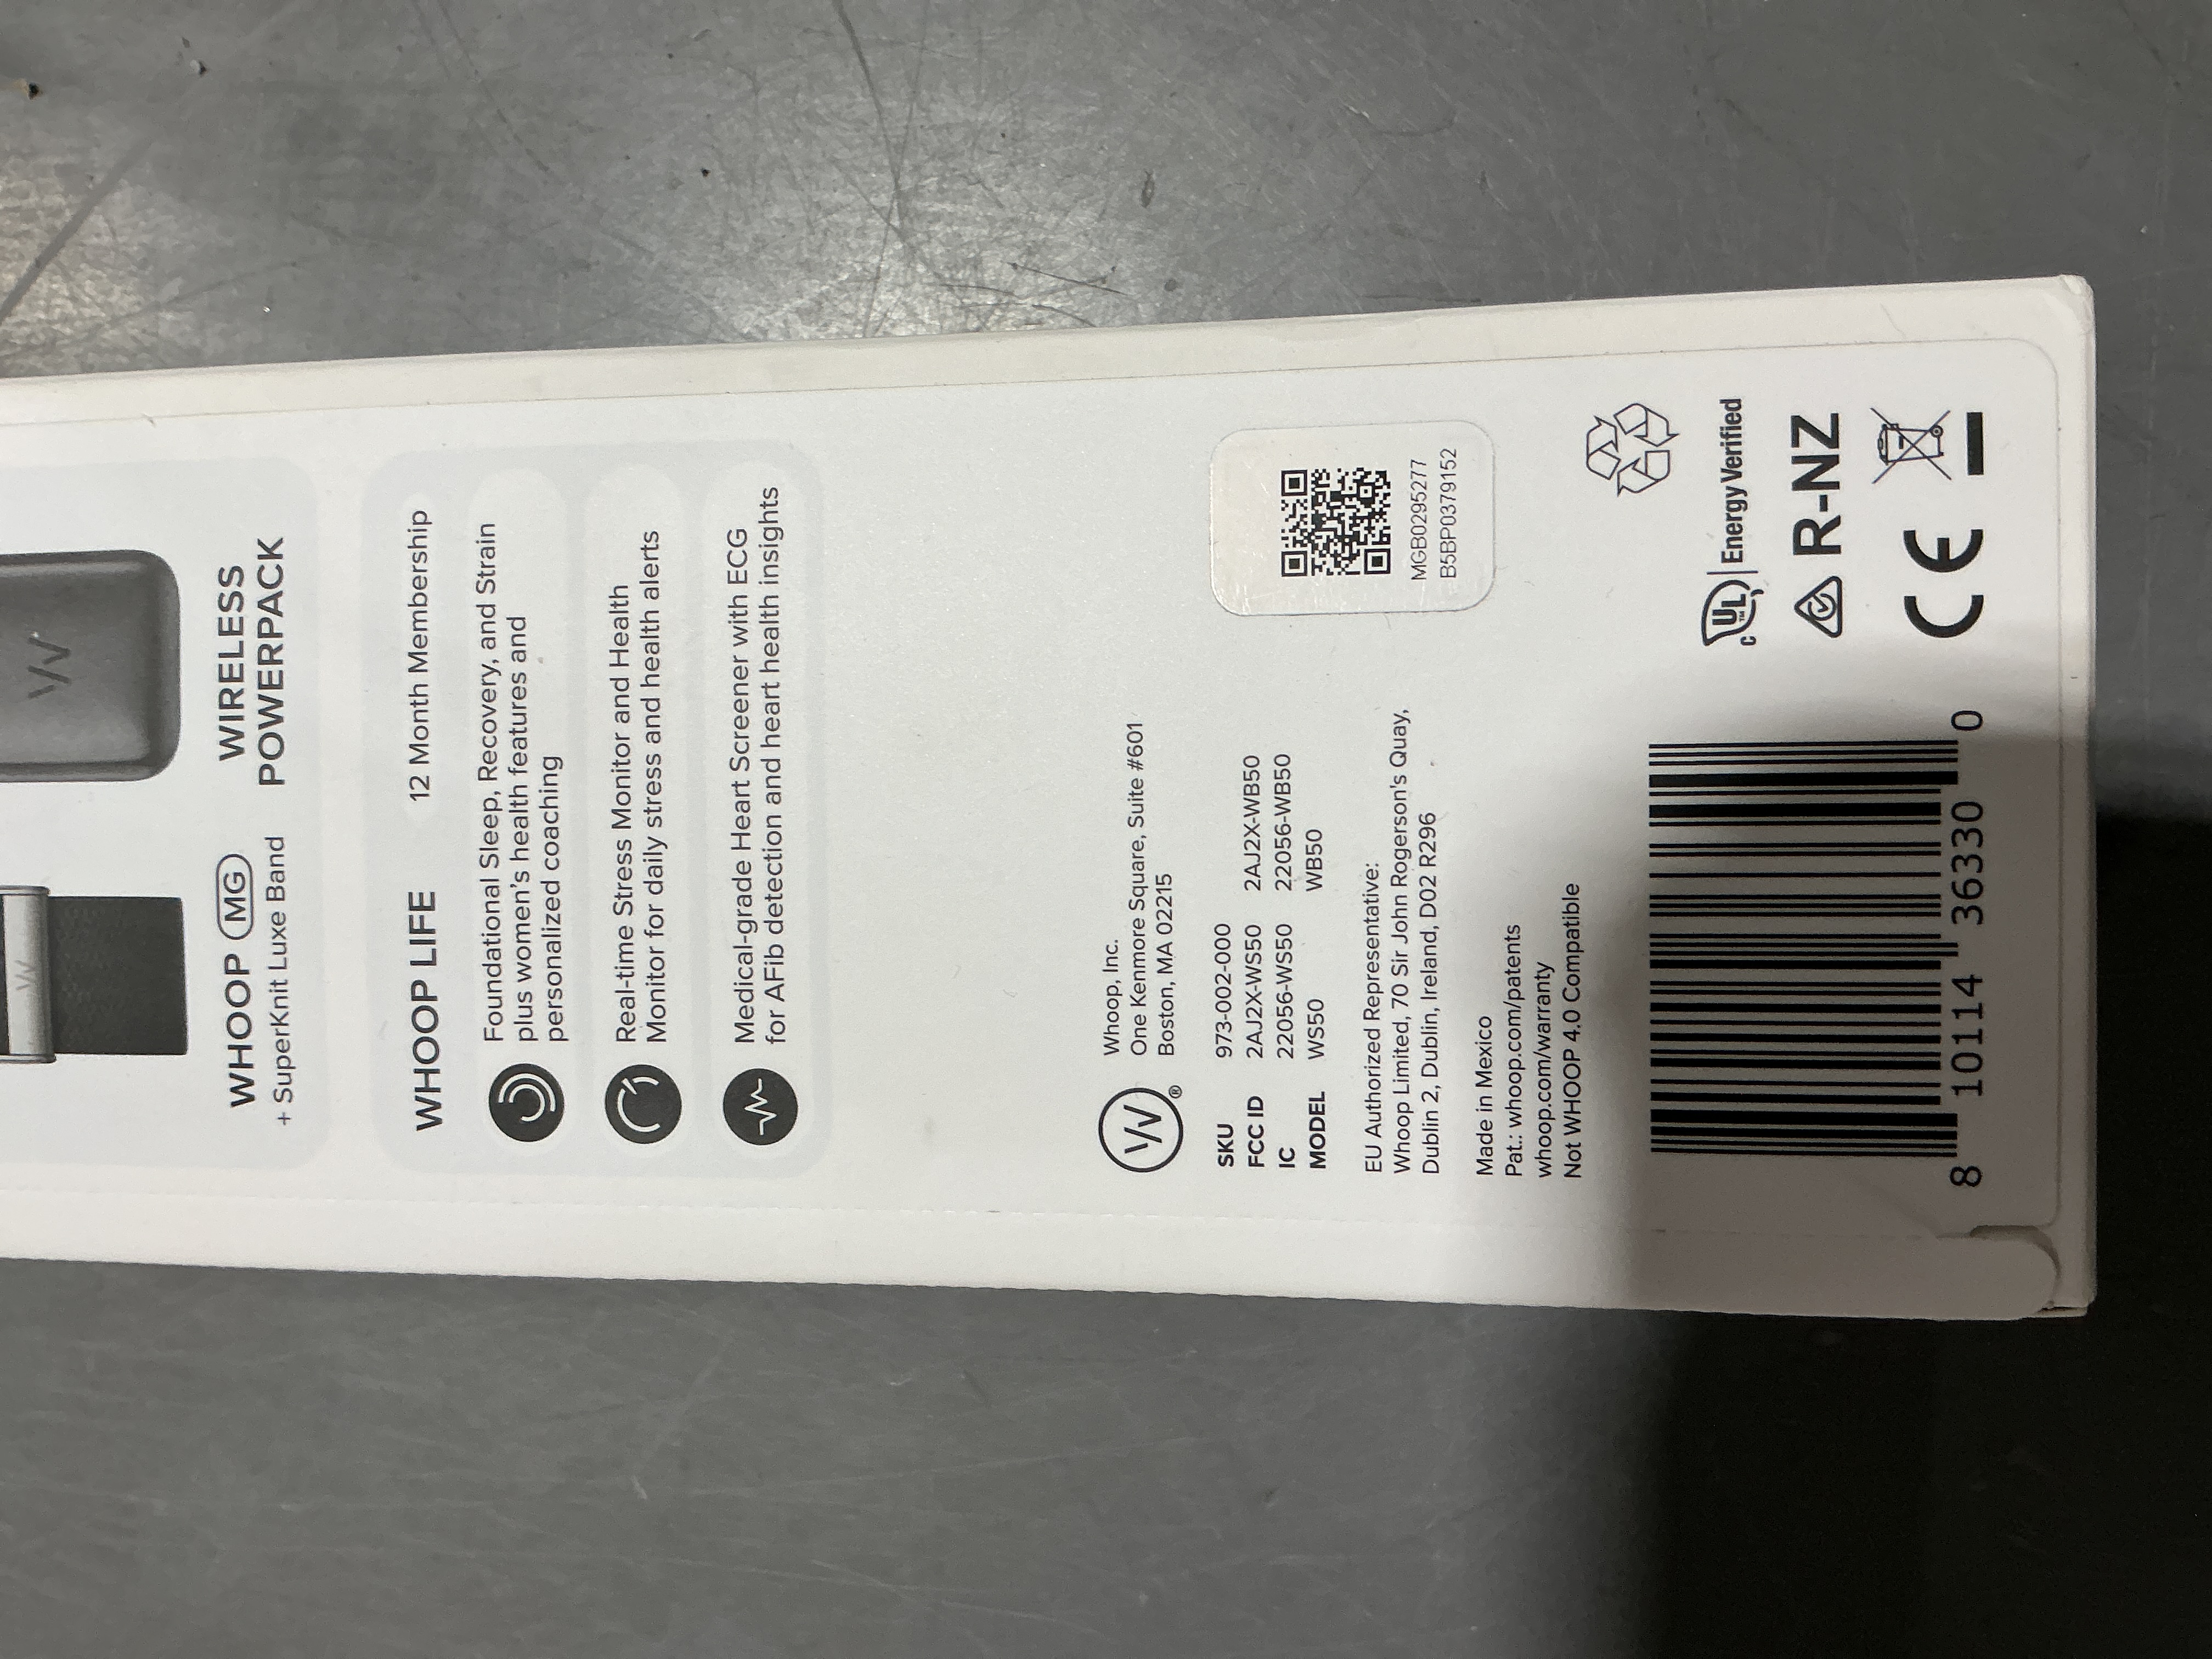 WHOOP MG
+ SuperKnit Luxe Band
WIRELESS
POWERPACK
WHOOP LIFE
12 Month Membership
Foundational Sleep, Recovery, and Strain
plus women's health features and
personalized coaching
Real-time Stress Monitor and Health
Monitor for daily stress and health alerts
Medical-grade Heart Screener with ECG
for AFib detection and heart health insights
Whoop, Inc.
One Kenmore Square, Suite #601
Boston, MA 02215
SKU 973-002-000
FCC ID 2AJ2X-WS50 2AJ2X-WB50
IC 22056-WS50 22056-WB50
MODEL WS50 WB50
EU Authorized Representative:
Whoop Limited, 70 Sir John Rogerson's Quay,
Dublin 2, Dublin, Ireland, D02 R296
Made in Mexico
Pat.: whoop.com/patents
whoop.com/warranty
Not WHOOP 4.0 Compatible
MGB0295277
B5BP0379152
c UL Energy Verified
R-NZ
CE
8 10114 36330 0